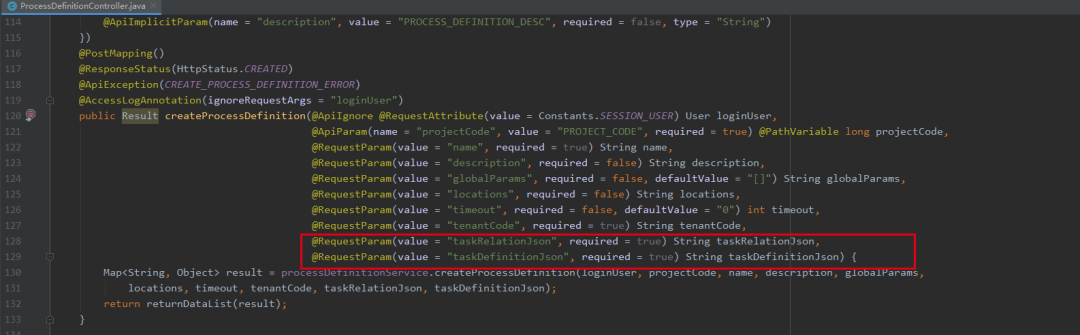 ProcessDefinitionController.java ×
114 @ApiImplicitParam(name = "description", value = "PROCESS_DEFINITION_DESC", required = false, type = "String")
115 })
116 @PostMapping()
117 @ResponseStatus(HttpStatus.CREATED)
118 @ApiException(CREATE_PROCESS_DEFINITION_ERROR)
119 @AccessLogAnnotation(ignoreRequestArgs = "loginUser")
120 public Result createProcessDefinition(@ApiIgnore @RequestAttribute(value = Constants.SESSION_USER) User loginUser,
121 @ApiParam(name = "projectCode", value = "PROJECT_CODE", required = true) @PathVariable long projectCode,
122 @RequestParam(value = "name", required = true) String name,
123 @RequestParam(value = "description", required = false) String description,
124 @RequestParam(value = "globalParams", required = false, defaultValue = "[]") String globalParams,
125 @RequestParam(value = "locations", required = false) String locations,
126 @RequestParam(value = "timeout", required = false, defaultValue = "0") int timeout,
127 @RequestParam(value = "tenantCode", required = true) String tenantCode,
128 @RequestParam(value = "taskRelationJson", required = true) String taskRelationJson,
129 @RequestParam(value = "taskDefinitionJson", required = true) String taskDefinitionJson) {
130 Map<String, Object> result = processDefinitionService.createProcessDefinition(loginUser, projectCode, name, description, globalParams,
131 locations, timeout, tenantCode, taskRelationJson, taskDefinitionJson);
132 return returnDataList(result);
133 }
134